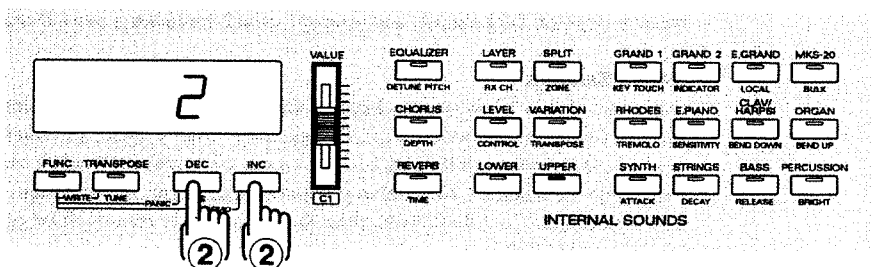 VALUE
EQUALIZER LAYER SPLIT GRAND 1 GRAND 2 E.GRAND MKS-20
DETUNE PITCH RX CH ZONE KEY TOUCH INDICATOR LOCAL BULK
2
CHORUS LEVEL VARIATION RHODES E.PIANO CLAV/ ORGAN
HARPSI
DEPTH CONTROL TRANSPOSE TREMOLO SENSITIVITY BEND DOWN BEND UP
FUNC TRANSPOSE DEC INC
REVERB LOWER UPPER SYNTH STRINGS BASS PERCUSSION
WRITE TUNE PANIC
TIME C1 ATTACK DECAY RELEASE BRIGHT
INTERNAL SOUNDS
2 2